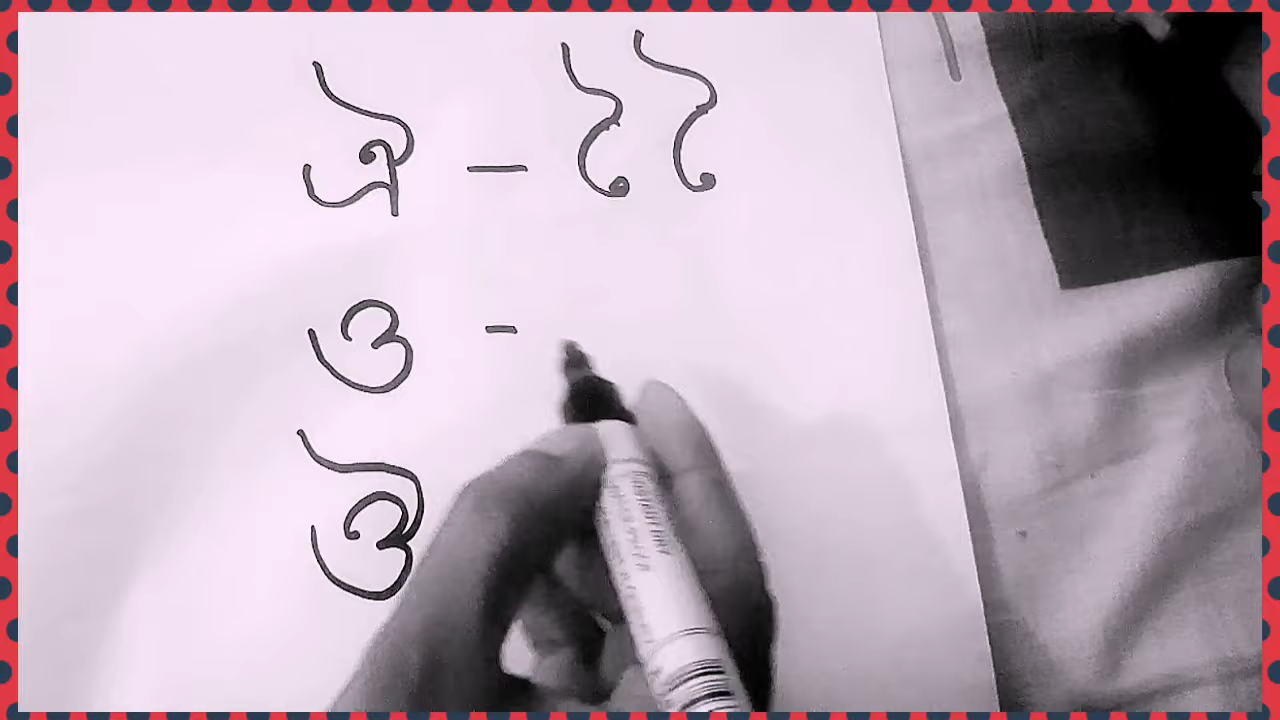 ঐ - ৈ ৈ
ও -
ঔ